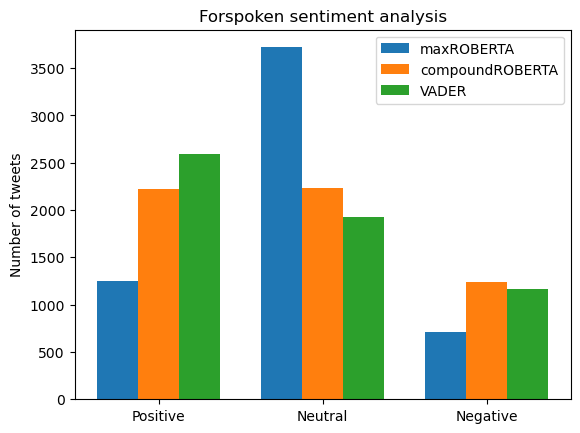 Forspoken sentiment analysis
maxROBERTA
compoundROBERTA
VADER
Number of tweets
3500
3000
2500
2000
1500
1000
500
0
Positive
Neutral
Negative